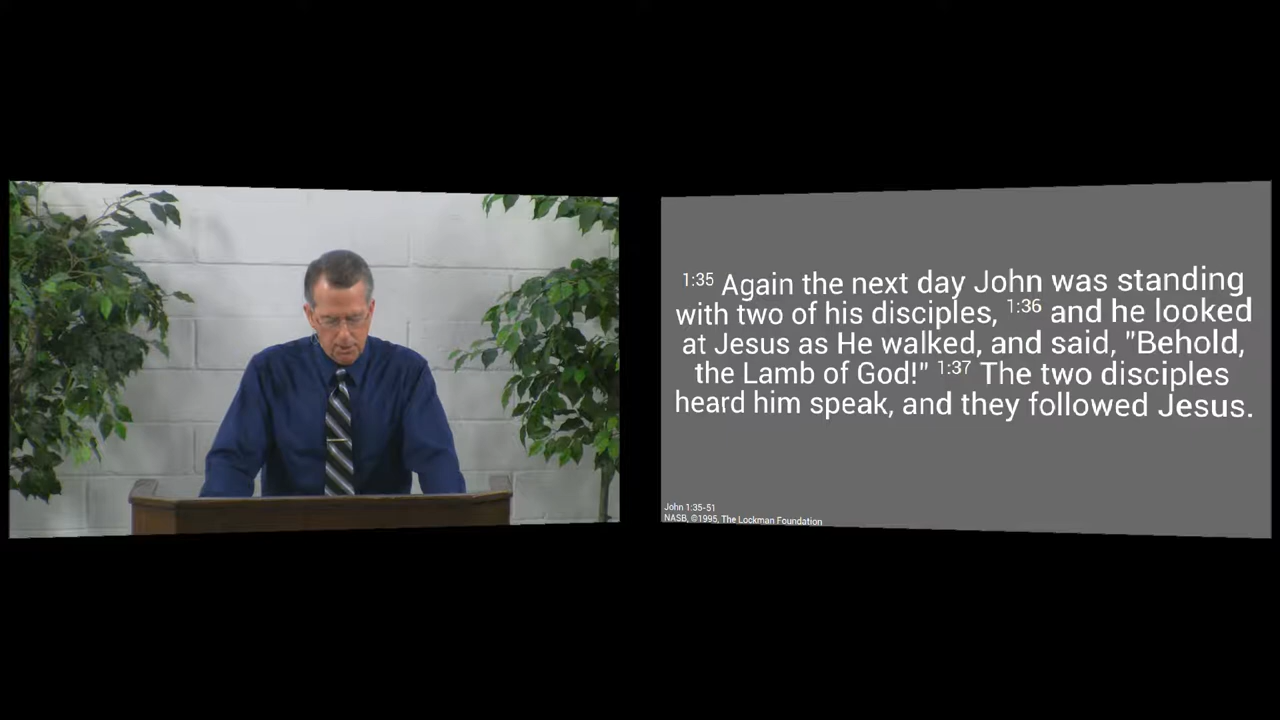 1:35 Again the next day John was standing
with two of his disciples, 1:36 and he looked
at Jesus as He walked, and said, "Behold,
the Lamb of God!" 1:37 The two disciples
heard him speak, and they followed Jesus.
John 1:35-51
NASB, ©1995, The Lockman Foundation